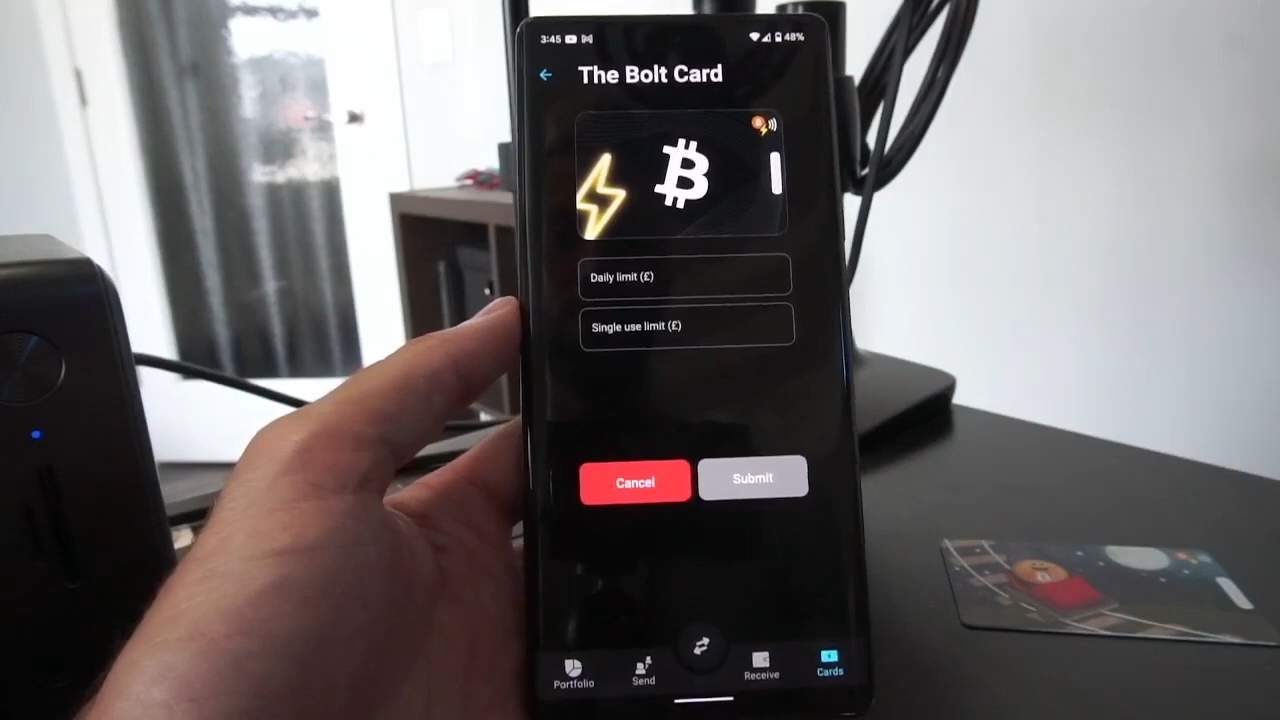 3:45
48%
The Bolt Card
Daily limit (£)
Single use limit (£)
Cancel
Submit
Portfolio
Send
Receive
Cards